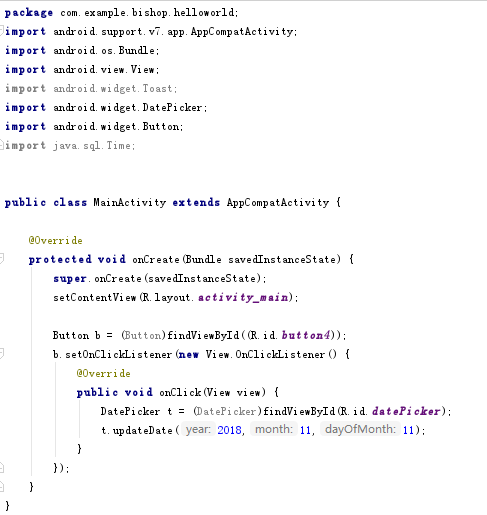 package com.example.bishop.helloworld;
import android.support.v7.app.AppCompatActivity;
import android.os.Bundle;
import android.view.View;
import android.widget.Toast;
import android.widget.DatePicker;
import android.widget.Button;
import java.sql.Time;
public class MainActivity extends AppCompatActivity {
@Override
protected void onCreate(Bundle savedInstanceState) {
super.onCreate(savedInstanceState);
setContentView(R.layout.activity_main);
Button b = (Button)findViewById((R.id.button4));
b.setOnClickListener(new View.OnClickListener() {
@Override
public void onClick(View view) {
DatePicker t = (DatePicker)findViewById(R.id.datePicker);
t.updateDate( year: 2018, month: 11, dayOfMonth: 11);
}
});
}
}